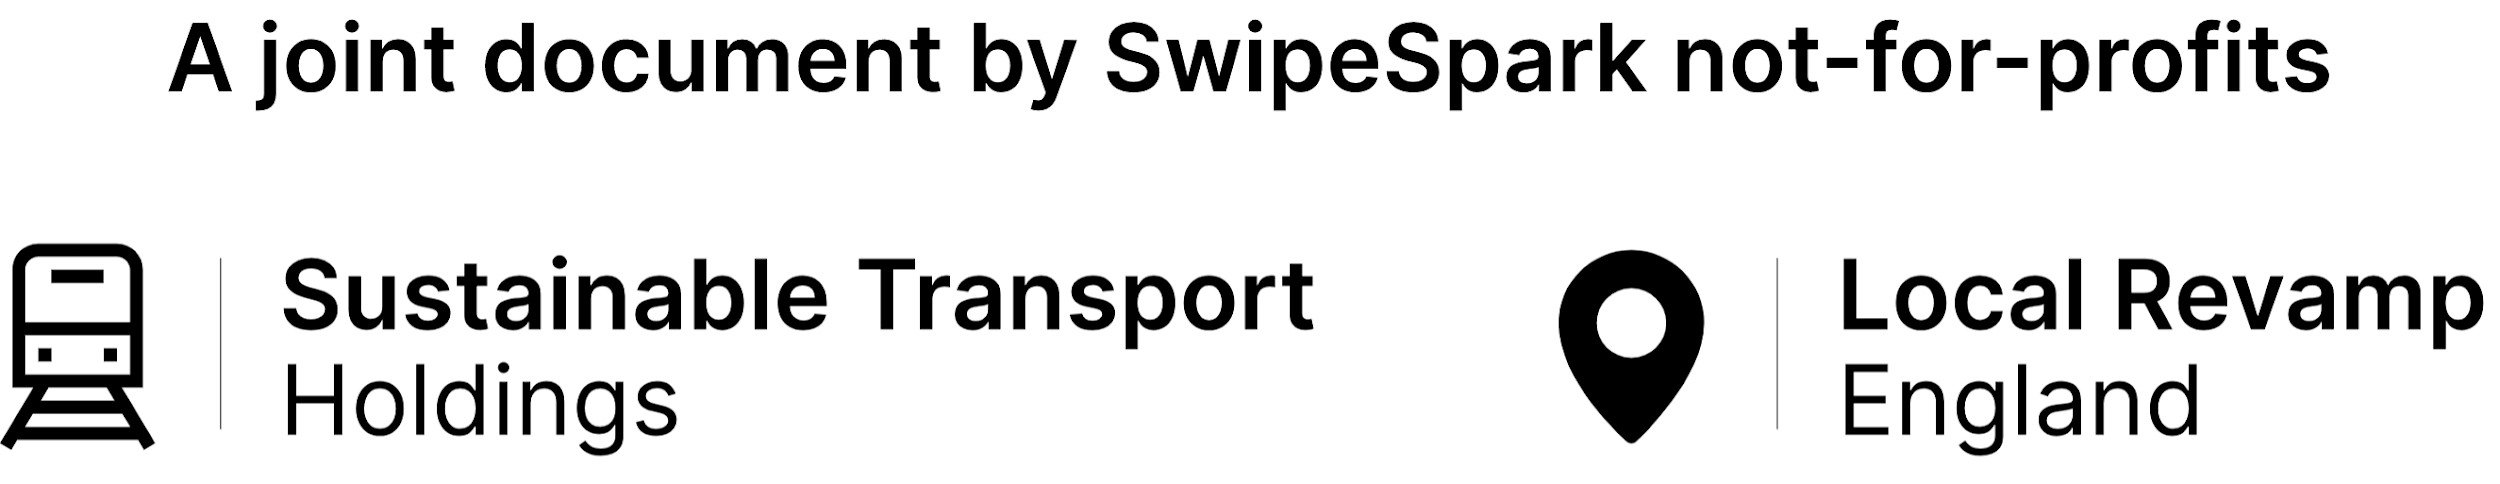 A joint document by SwipeSpark not-for-profits
Sustainable Transport
Holdings
Local Revamp
England